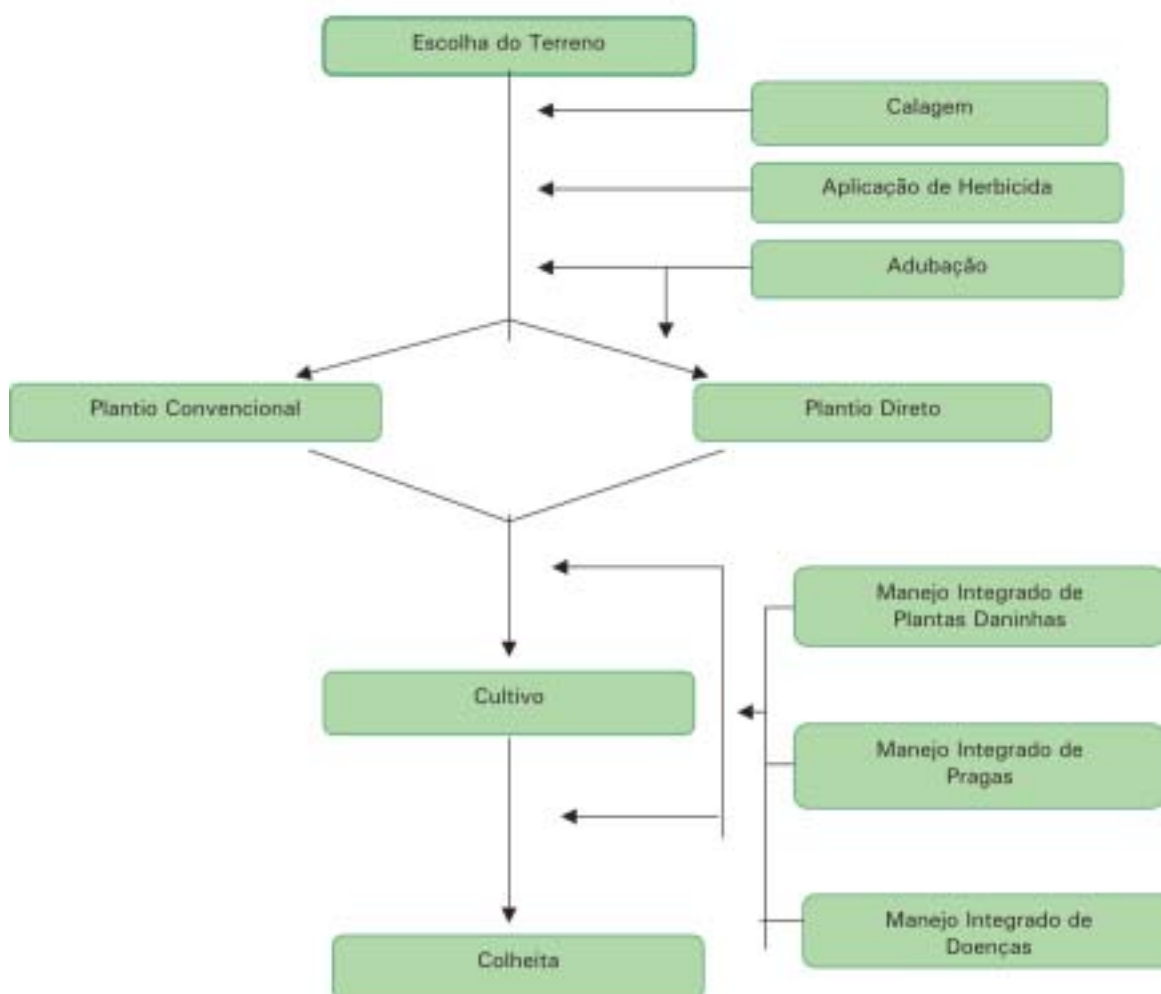 Escolha do Terreno
Calagem
Aplicação de Herbicida
Adubação
Plantio Convencional
Plantio Direto
Manejo Integrado de
Plantas Daninhas
Cultivo
Manejo Integrado de
Pragas
Manejo Integrado de
Doenças
Colheita